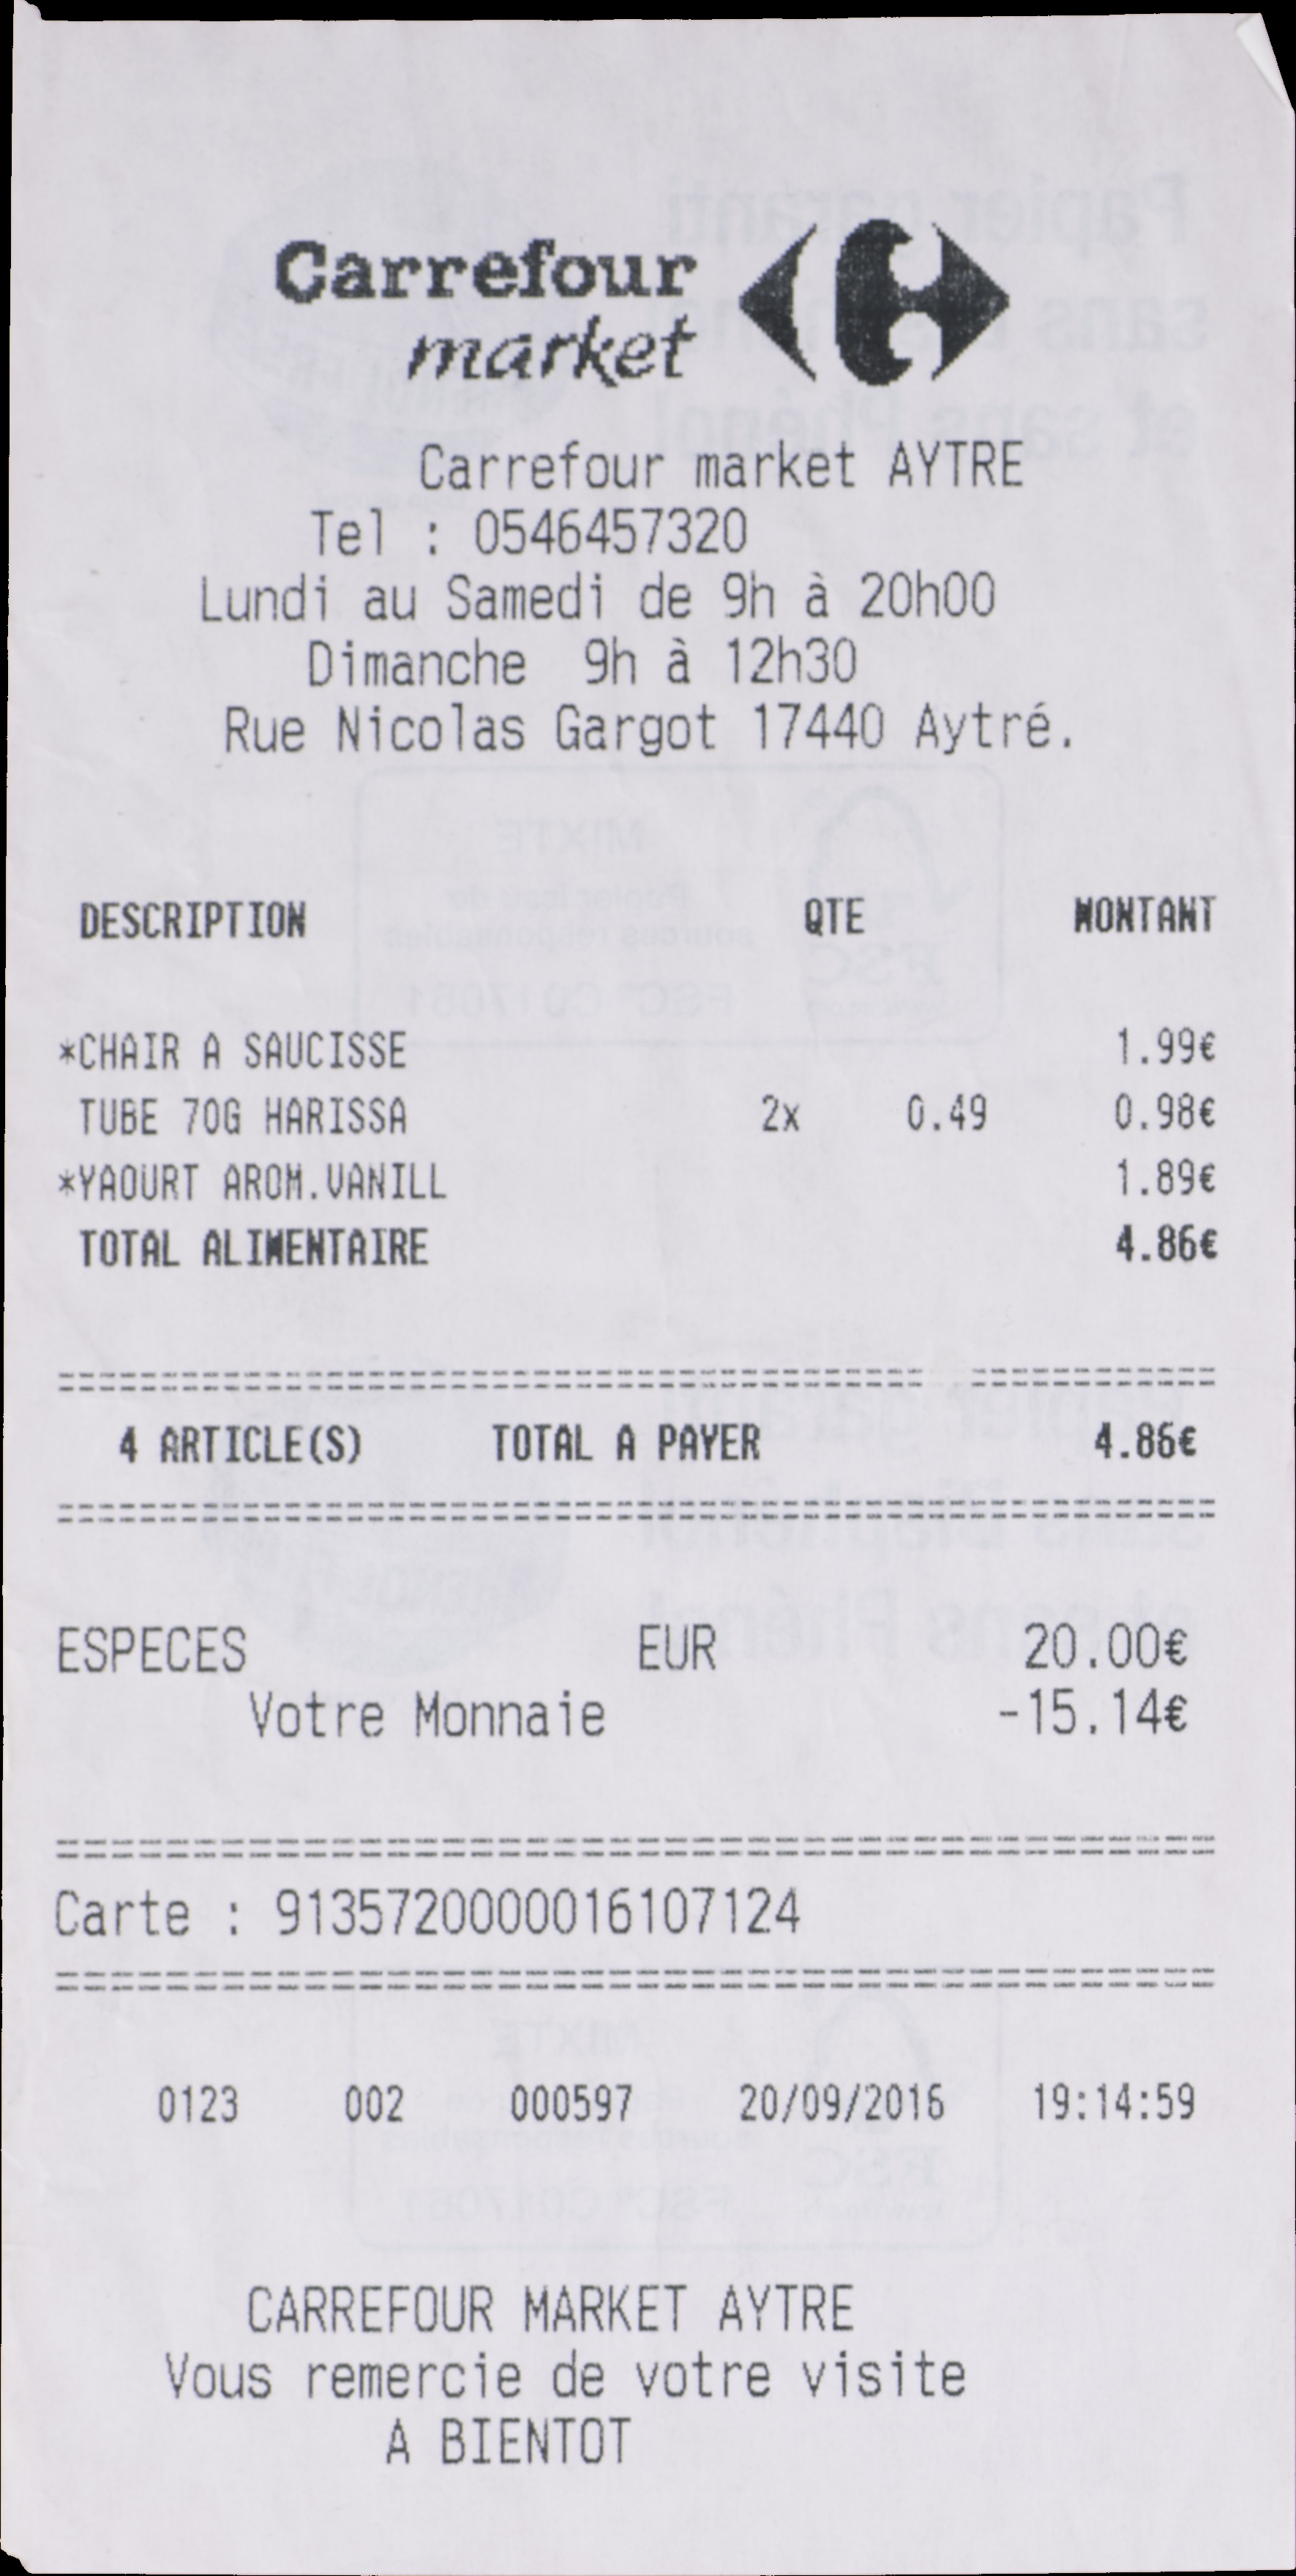 Carrefour
market
Carrefour market AYTRE
Tel : 0546457320
Lundi au Samedi de 9h à 20h00
Dimanche 9h à 12h30
Rue Nicolas Gargot 17440 Aytré.
DESCRIPTION QTE MONTANT
*CHAIR A SAUCISSE 1.99€
TUBE 70G HARISSA 2x 0.49 0.98€
*YAOURT AROM.VANILL 1.89€
TOTAL ALIMENTAIRE 4.86€
4 ARTICLE(S) TOTAL A PAYER 4.86€
ESPECES EUR 20.00€
Votre Monnaie -15.14€
Carte : 9135720000016107124
0123 002 000597 20/09/2016 19:14:59
CARREFOUR MARKET AYTRE
Vous remercie de votre visite
A BIENTOT